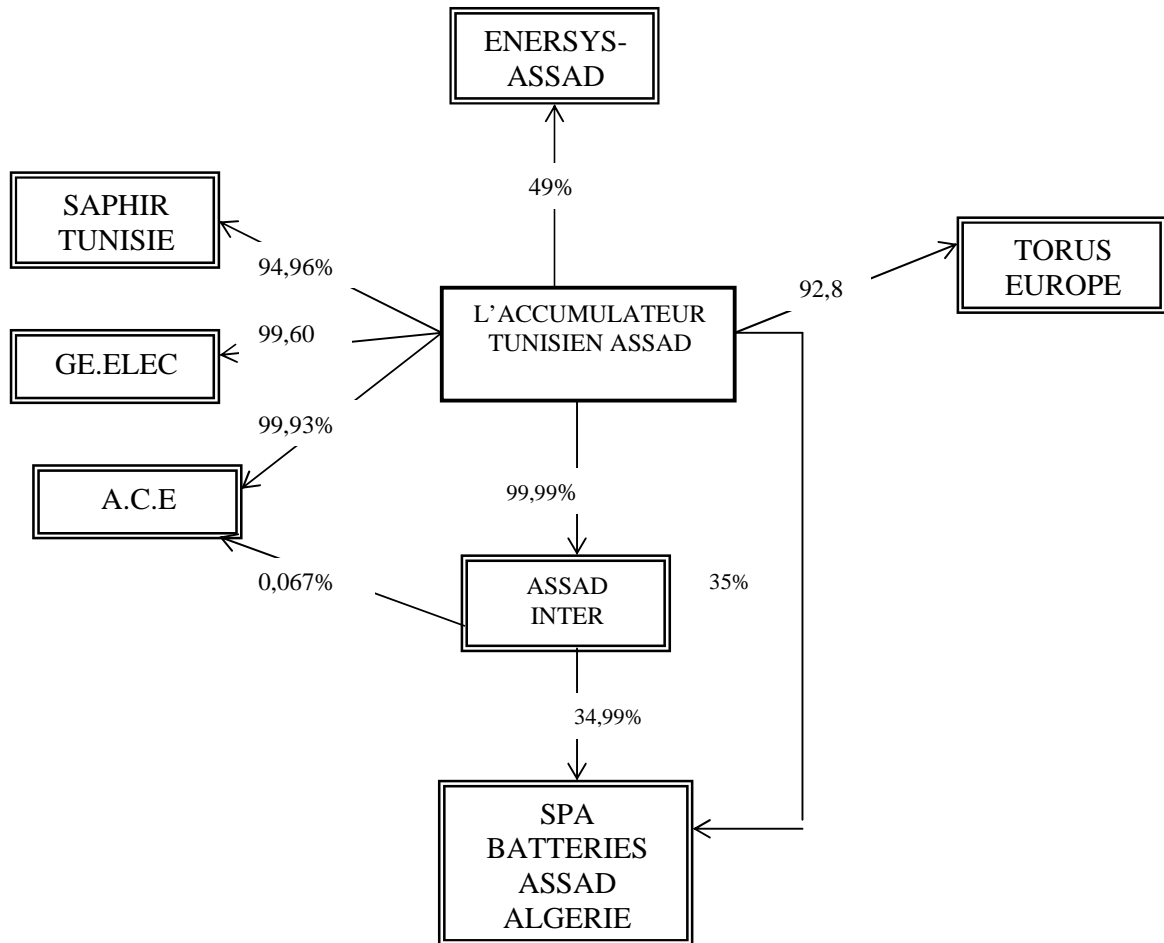 ENERSYS-
ASSAD
49%
SAPHIR
TUNISIE
94,96%
TORUS
EUROPE
92,8
L’ACCUMULATEUR
TUNISIEN ASSAD
99,60
GE.ELEC
99,93%
A.C.E
99,99%
0,067%
ASSAD
INTER
35%
34,99%
SPA
BATTERIES
ASSAD
ALGERIE